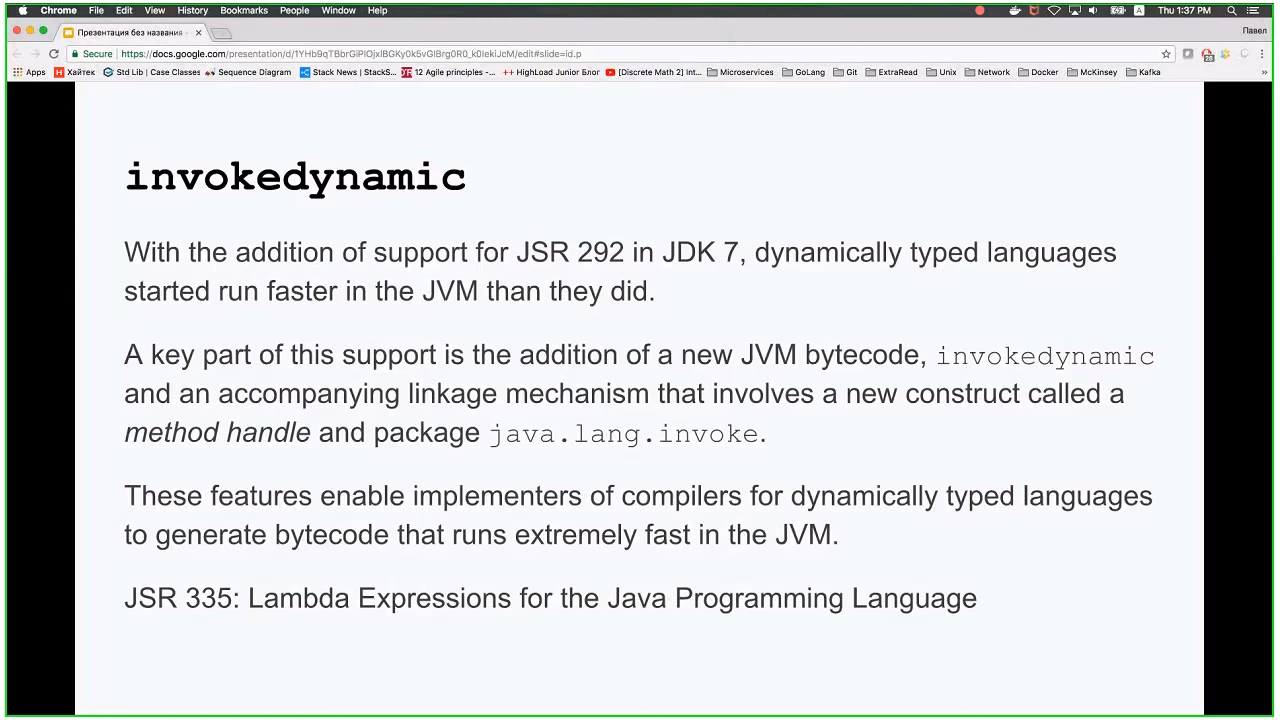 Chrome File Edit View History Bookmarks People Window Help Thu 1:37 PM
Презентация без названия - Павел
Secure https://docs.google.com/presentation/d/
Apps Хайтек Std Lib | Case Classes Sequence Diagram Stack News | StackS... 12 Agile principles -... HighLoad Junior Блог [Discrete Math 2] Int... Microservices GoLang Git ExtraRead Unix Network Docker McKinsey Kafka »
invokedynamic
With the addition of support for JSR 292 in JDK 7, dynamically typed languages
started run faster in the JVM than they did.
A key part of this support is the addition of a new JVM bytecode, invokedynamic
and an accompanying linkage mechanism that involves a new construct called a
method handle and package java.lang.invoke.
These features enable implementers of compilers for dynamically typed languages
to generate bytecode that runs extremely fast in the JVM.
JSR 335: Lambda Expressions for the Java Programming Language